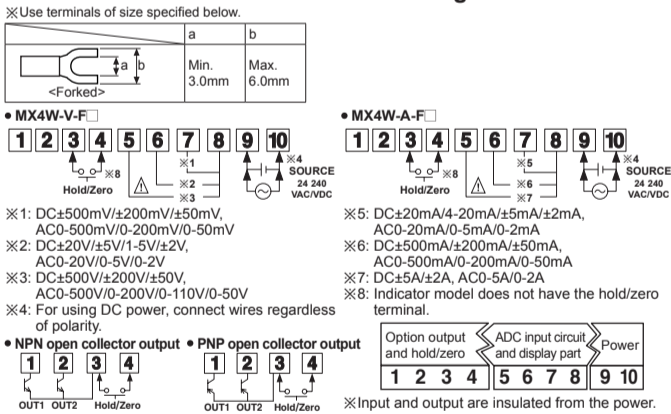 ※Use terminals of size specified below.
a b
a b
<Forked>
Min.
3.0mm
Max.
6.0mm
• MX4W-V-F□
1 2 3 4 5 6 7 8 9 10
※8
Hold/Zero
※1
※2
※3
※4
SOURCE
24 240
VAC/VDC
※1: DC±500mV/±200mV/±50mV,
AC0-500mV/0-200mV/0-50mV
※2: DC±20V/±5V/1-5V/±2V,
AC0-20V/0-5V/0-2V
※3: DC±500V/±200V/±50V,
AC0-500V/0-200V/0-110V/0-50V
※4: For using DC power, connect wires regardless
of polarity.
• NPN open collector output
1 2 3 4
OUT1 OUT2 Hold/Zero
• PNP open collector output
1 2 3 4
OUT1 OUT2 Hold/Zero
• MX4W-A-F□
1 2 3 4 5 6 7 8 9 10
※8
Hold/Zero
※5
※6
※7
※4
SOURCE
24 240
VAC/VDC
※5: DC±20mA/4-20mA/±5mA/±2mA,
AC0-20mA/0-5mA/0-2mA
※6: DC±500mA/±200mA/±50mA,
AC0-500mA/0-200mA/0-50mA
※7: DC±5A/±2A, AC0-5A/0-2A
※8: Indicator model does not have the hold/zero
terminal.
Option output
and hold/zero
ADC input circuit
and display part
Power
1 2 3 4 5 6 7 8 9 10
※Input and output are insulated from the power.